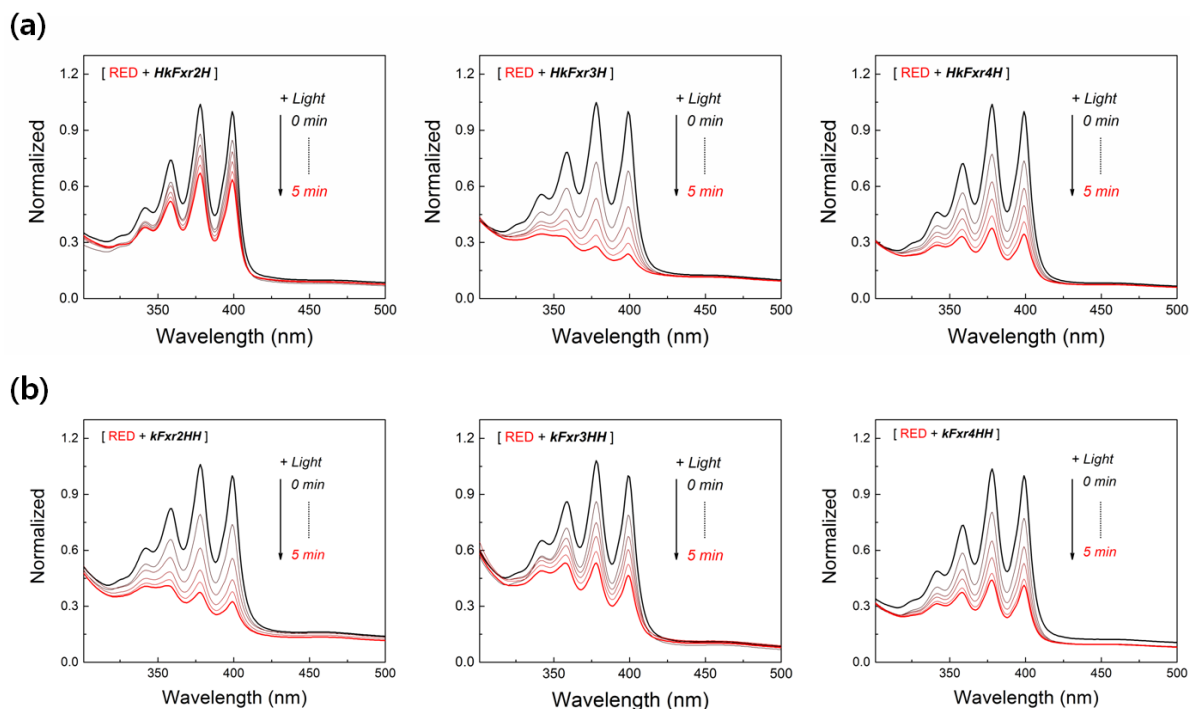 (a)
[ RED + HkFxr2H ]
+ Light
0 min
5 min
Normalized
1.2
0.9
0.6
0.3
0.0
350
400
450
500
Wavelength (nm)
[ RED + HkFxr3H ]
+ Light
0 min
5 min
Normalized
1.2
0.9
0.6
0.3
0.0
350
400
450
500
Wavelength (nm)
[ RED + HkFxr4H ]
+ Light
0 min
5 min
Normalized
1.2
0.9
0.6
0.3
0.0
350
400
450
500
Wavelength (nm)
(b)
[ RED + kFxr2HH ]
+ Light
0 min
5 min
Normalized
1.2
0.9
0.6
0.3
0.0
350
400
450
500
Wavelength (nm)
[ RED + kFxr3HH ]
+ Light
0 min
5 min
Normalized
1.2
0.9
0.6
0.3
0.0
350
400
450
500
Wavelength (nm)
[ RED + kFxr4HH ]
+ Light
0 min
5 min
Normalized
1.2
0.9
0.6
0.3
0.0
350
400
450
500
Wavelength (nm)